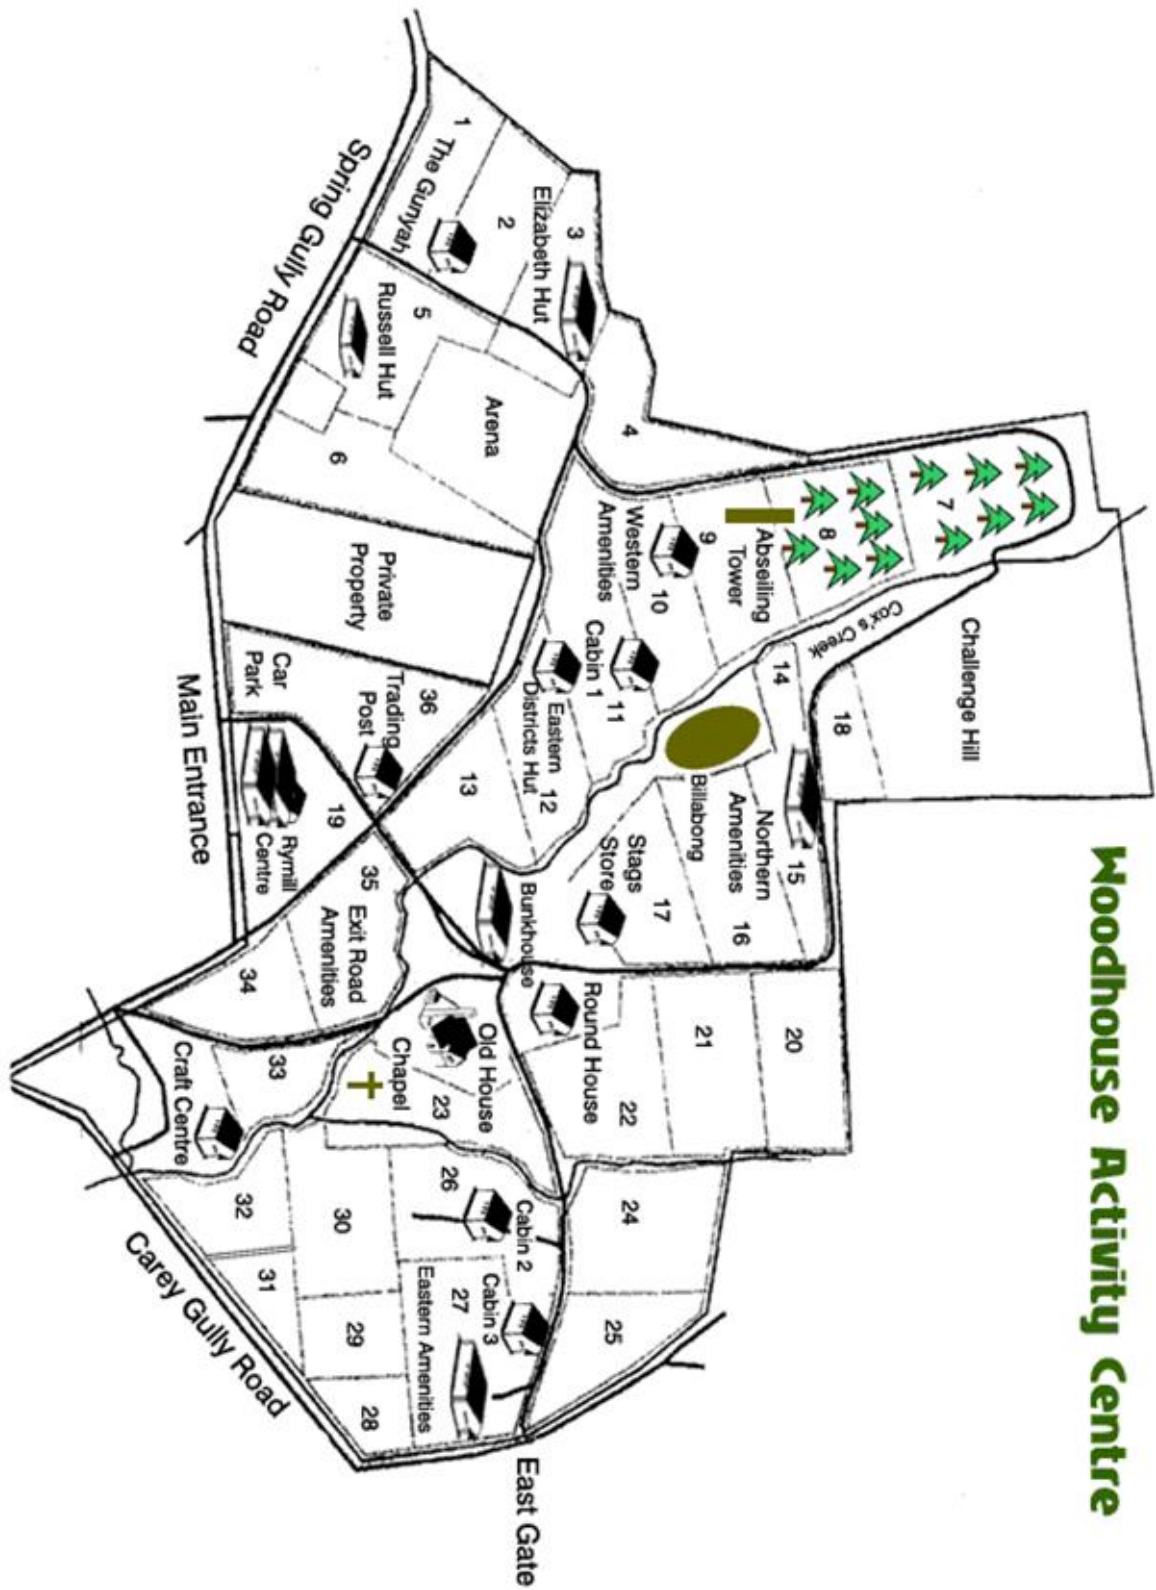 Woodhouse Activity Centre
Challenge Hill
7
8
Cox's Creek
18
14
Abseiling
Tower
9
Northern
Amenities
15
16
Billabong
20
21
3
Elizabeth Hut
4
Western
Amenities
10
11
Cabin 1
Eastern
Districts Hut
12
Stags
Store
17
Round House
22
24
25
2
1
The Gunyah
5
Russell Hut
Arena
6
13
Bunkhouse
Old House
23
Chapel
26
Cabin 2
Cabin 3
27
Eastern Amenities
East Gate
Private
Property
36
Trading
Post
Car
Park
19
Rymill
Centre
35
Exit Road
Amenities
34
33
Craft Centre
32
30
31
29
28
Spring Gully Road
Main Entrance
Carey Gully Road